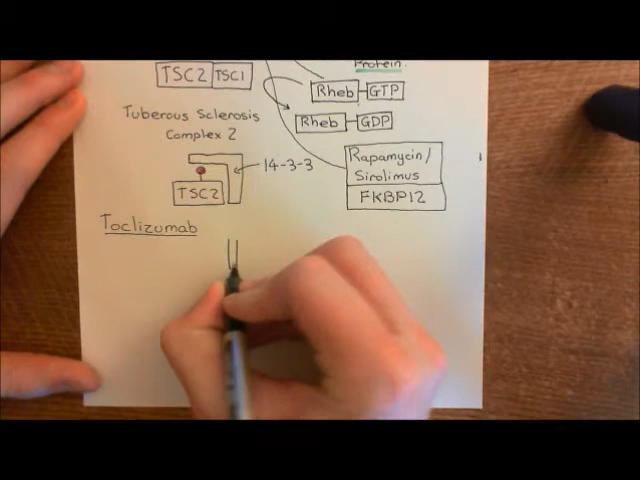 Protein.
TSC2 TSC1
Rheb GTP
Rheb GDP
Tuberous Sclerosis
Complex 2
14-3-3
TSC2
Rapamycin/
Sirolimus
FKBP12
Toclizumab